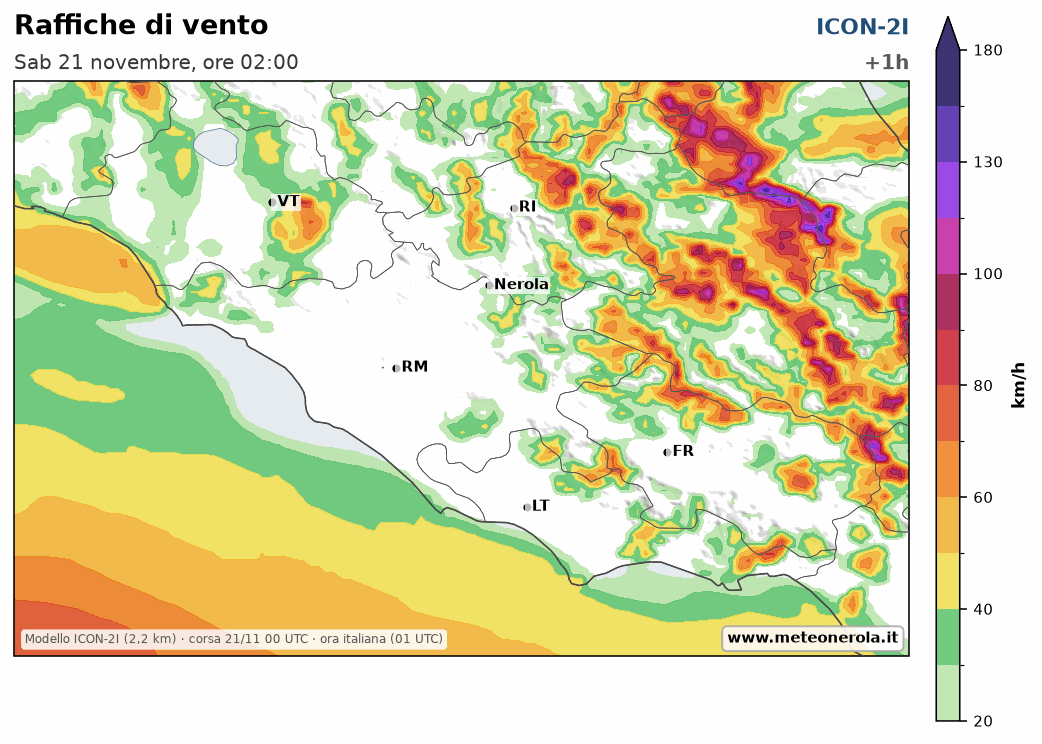 Raffiche di vento
ICON-2I
Sab 21 novembre, ore 02:00
+1h
VT
RI
Nerola
RM
FR
LT
Modello ICON-2I (2,2 km) · corsa 21/11 00 UTC · ora italiana (01 UTC)
www.meteonerola.it
180
130
100
80
60
40
20
km/h